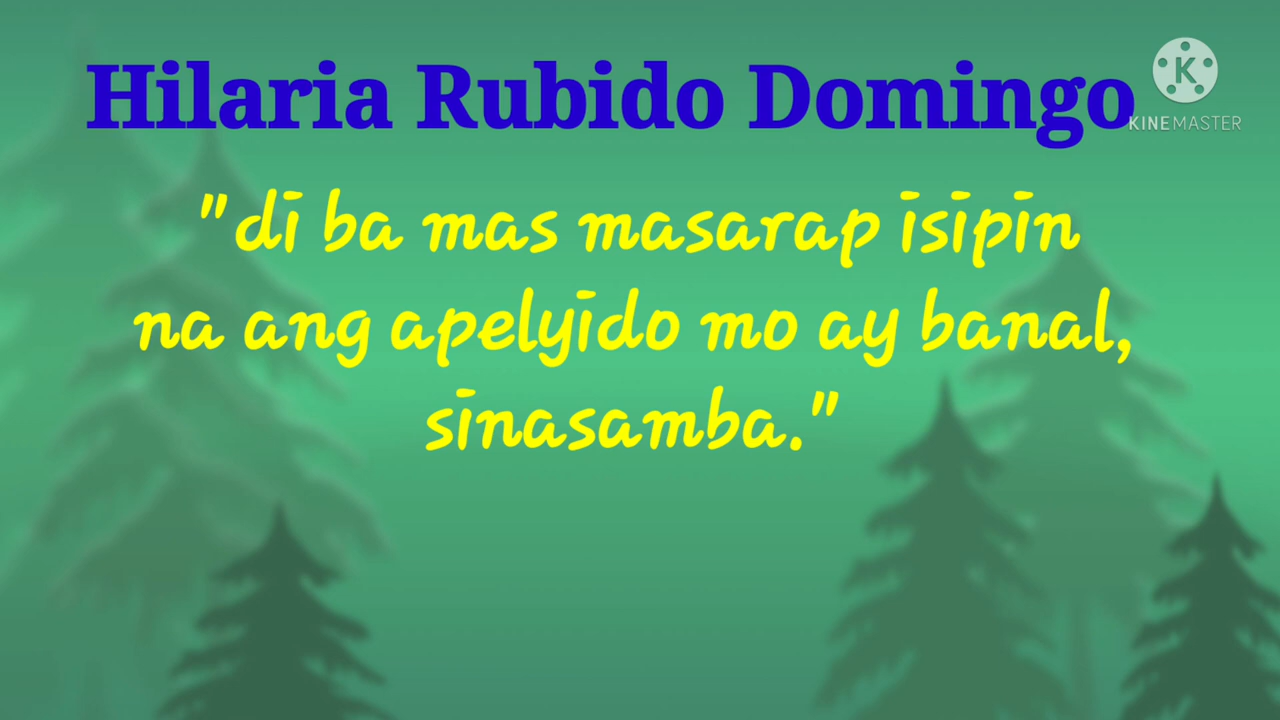 Hilaria Rubido Domingo
KINEMASTER
"di ba mas masarap isipin
na ang apelyido mo ay banal,
sinasamba."